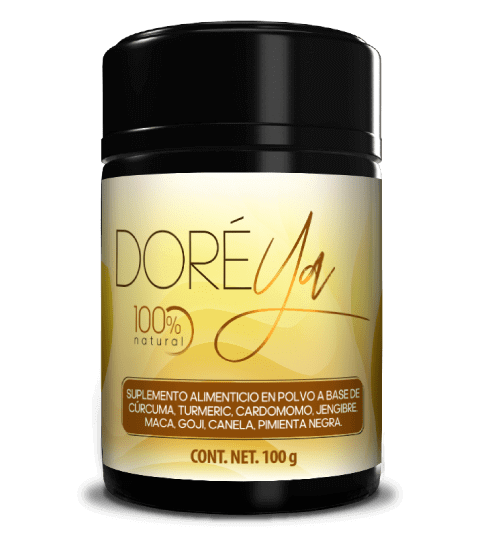 DORÉ Ya
100%
natural
SUPLEMENTO ALIMENTICIO EN POLVO A BASE DE
CÚRCUMA, TURMERIC, CARDOMOMO, JENGIBRE,
MACA, GOJI, CANELA, PIMIENTA NEGRA.
CONT. NET. 100 g